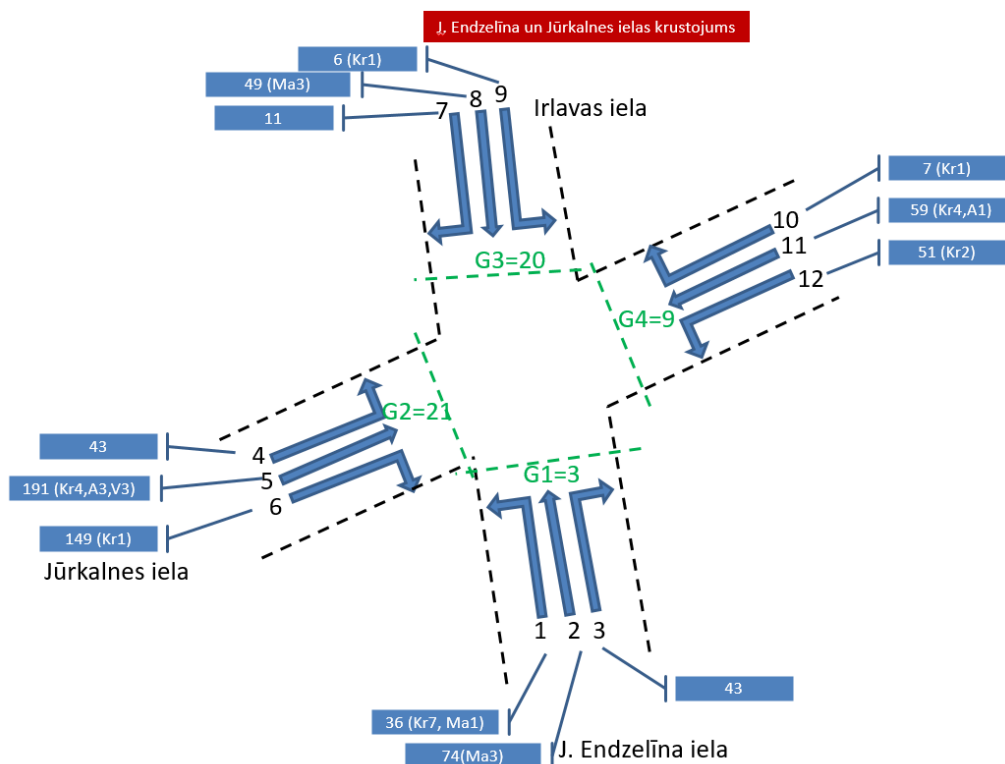 J. Endzelīna un Jūrkalnes ielas krustojums
6 (Kr1)
49 (Ma3)
11
7
8
9
Irlavas iela
7 (Kr1)
59 (Kr4,A1)
51 (Kr2)
10
11
12
G3=20
G4=9
G2=21
G1=3
43
191 (Kr4,A3,V3)
149 (Kr1)
4
5
6
Jūrkalnes iela
1
2
3
43
36 (Kr7, Ma1)
74(Ma3)
J. Endzelīna iela